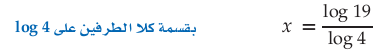 x = log 19 / log 4
بقسمة كلا الطرفين على log 4